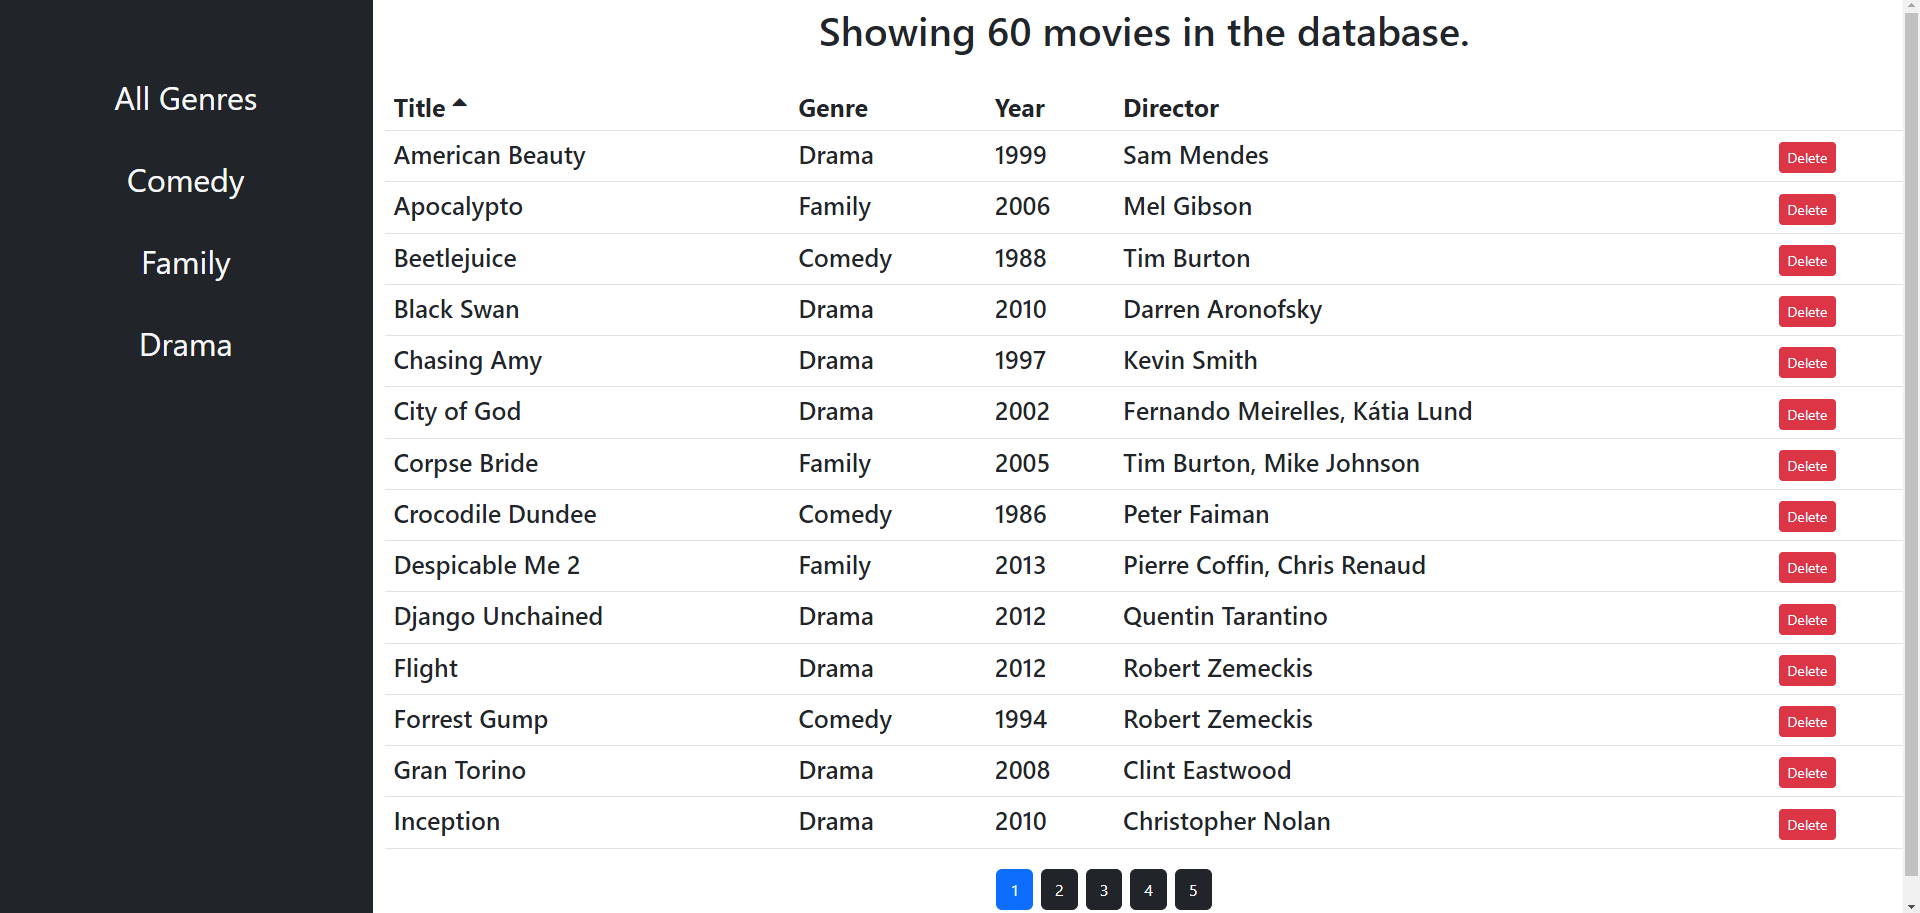 All Genres
Comedy
Family
Drama
Showing 60 movies in the database.
Title Genre Year Director
American Beauty Drama 1999 Sam Mendes Delete
Apocalypto Family 2006 Mel Gibson Delete
Beetlejuice Comedy 1988 Tim Burton Delete
Black Swan Drama 2010 Darren Aronofsky Delete
Chasing Amy Drama 1997 Kevin Smith Delete
City of God Drama 2002 Fernando Meirelles, Kátia Lund Delete
Corpse Bride Family 2005 Tim Burton, Mike Johnson Delete
Crocodile Dundee Comedy 1986 Peter Faiman Delete
Despicable Me 2 Family 2013 Pierre Coffin, Chris Renaud Delete
Django Unchained Drama 2012 Quentin Tarantino Delete
Flight Drama 2012 Robert Zemeckis Delete
Forrest Gump Comedy 1994 Robert Zemeckis Delete
Gran Torino Drama 2008 Clint Eastwood Delete
Inception Drama 2010 Christopher Nolan Delete
1 2 3 4 5